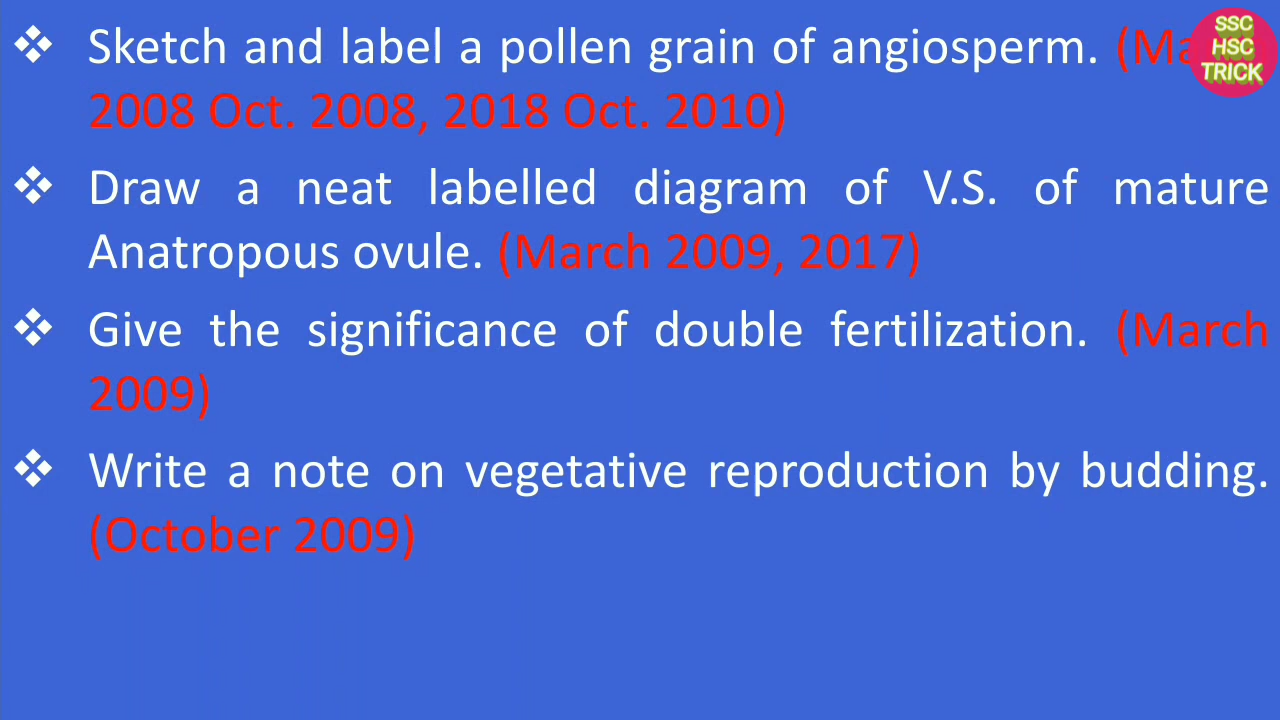 ❖ Sketch and label a pollen grain of angiosperm.
2008 Oct. 2008, 2018 Oct. 2010)
❖ Draw a neat labelled diagram of V.S. of mature
Anatropous ovule. (March 2009, 2017)
❖ Give the significance of double fertilization. (March
2009)
❖ Write a note on vegetative reproduction by budding.
(October 2009)
SSC
HSC
TRICK